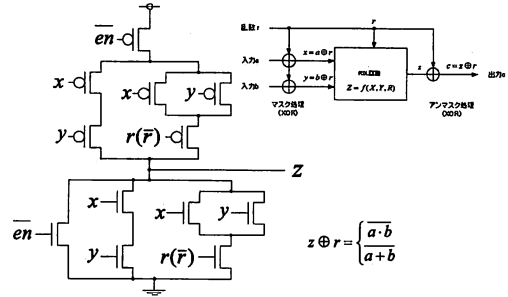 乱数r
r
en
入力a
x=a⊕r
入力b
y=b⊕r
Z=f(X,Y,R)
z
c=z⊕r
出力c
マスク処理
(XOR)
アンマスク処理
(XOR)
x
x
y
y
r(r̅)
Z
x
x
y
en
y
r(r̅)
z⊕r={ a·b
a+b